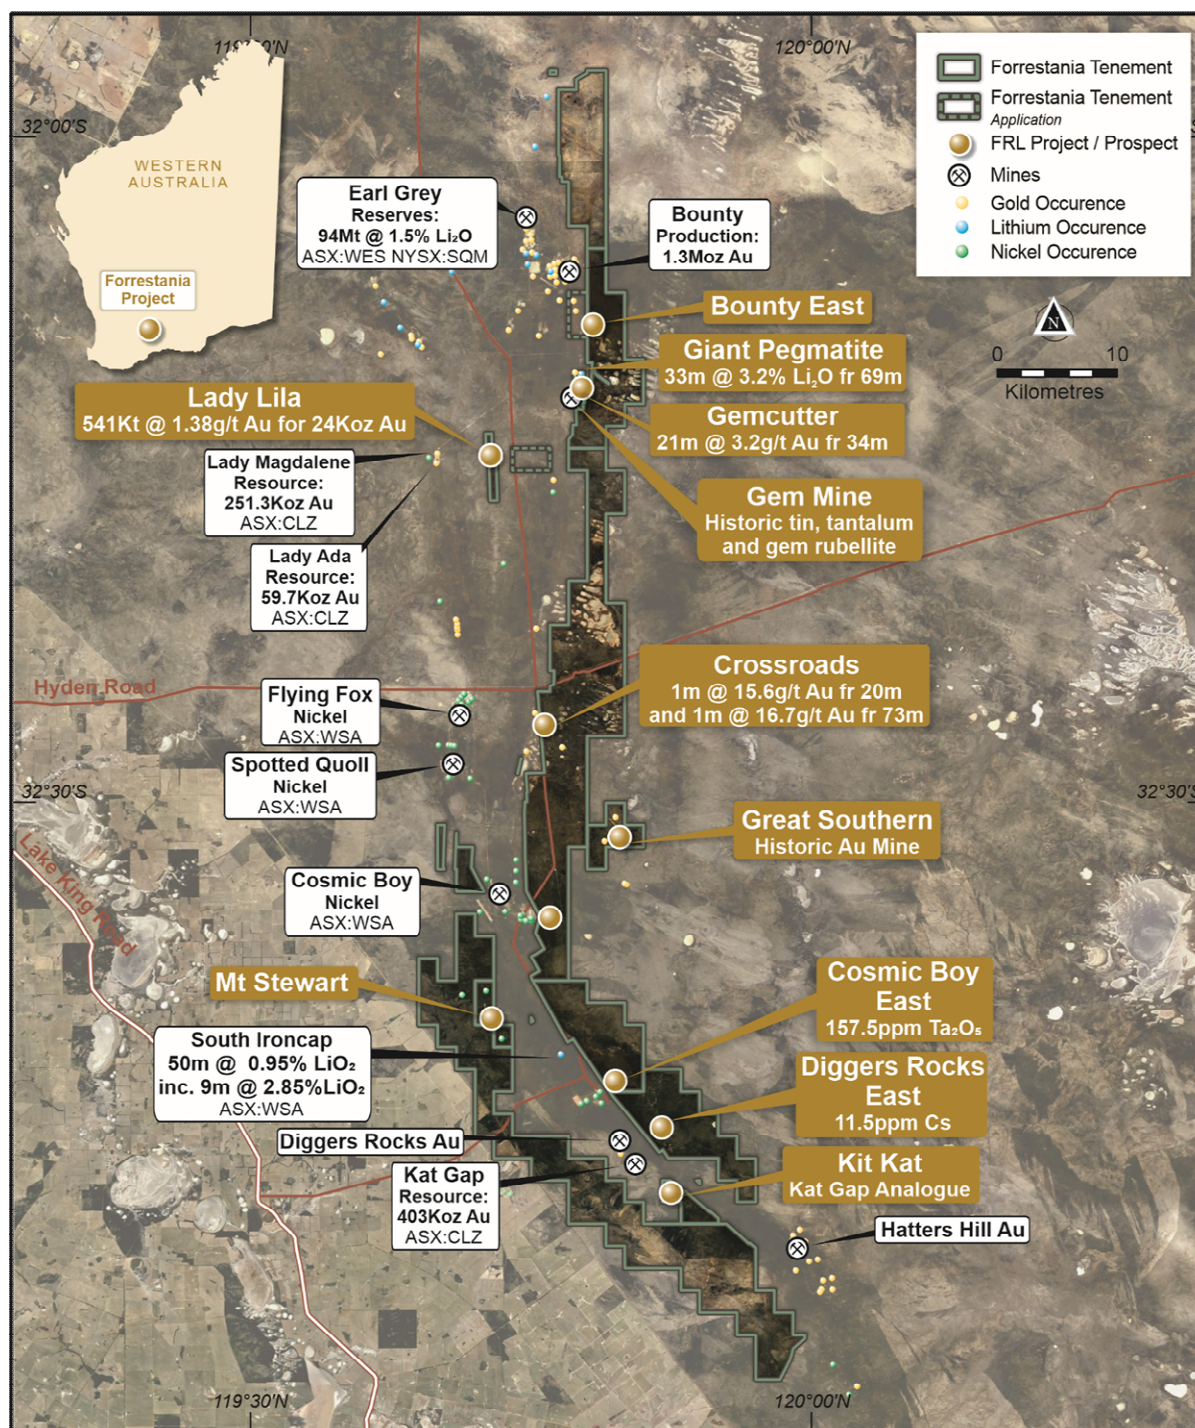 119°30'N
120°00'N
32°00'S
WESTERN
AUSTRALIA
Forrestania
Project
Forrestania Tenement
Forrestania Tenement
Application
FRL Project / Prospect
Mines
Gold Occurence
Lithium Occurence
Nickel Occurence
N
0 10
Kilometres
Earl Grey
Reserves:
94Mt @ 1.5% Li₂O
ASX:WES NYSX:SQM
Bounty
Production:
1.3Moz Au
Bounty East
Giant Pegmatite
33m @ 3.2% Li₂O fr 69m
Lady Lila
541Kt @ 1.38g/t Au for 24Koz Au
Gemcutter
21m @ 3.2g/t Au fr 34m
Lady Magdalene
Resource:
251.3Koz Au
ASX:CLZ
Gem Mine
Historic tin, tantalum
and gem rubellite
Lady Ada
Resource:
59.7Koz Au
ASX:CLZ
Hyden Road
Crossroads
1m @ 15.6g/t Au fr 20m
and 1m @ 16.7g/t Au fr 73m
Flying Fox
Nickel
ASX:WSA
Spotted Quoll
Nickel
ASX:WSA
32°30'S
32°30'S
Great Southern
Historic Au Mine
Lake King Road
Cosmic Boy
Nickel
ASX:WSA
Mt Stewart
Cosmic Boy
East
157.5ppm Ta₂O₅
South Ironcap
50m @ 0.95% LiO₂
inc. 9m @ 2.85%LiO₂
ASX:WSA
Diggers Rocks
East
11.5ppm Cs
Diggers Rocks Au
Kat Gap
Resource:
403Koz Au
ASX:CLZ
Kit Kat
Kat Gap Analogue
Hatters Hill Au
119°30'N
120°00'N